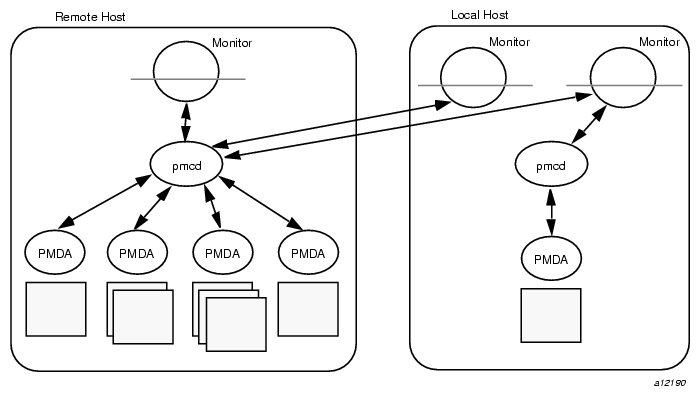 Remote Host
Local Host
Monitor
Monitor
Monitor
pmcd
pmcd
PMDA
PMDA
PMDA
PMDA
PMDA
a12190